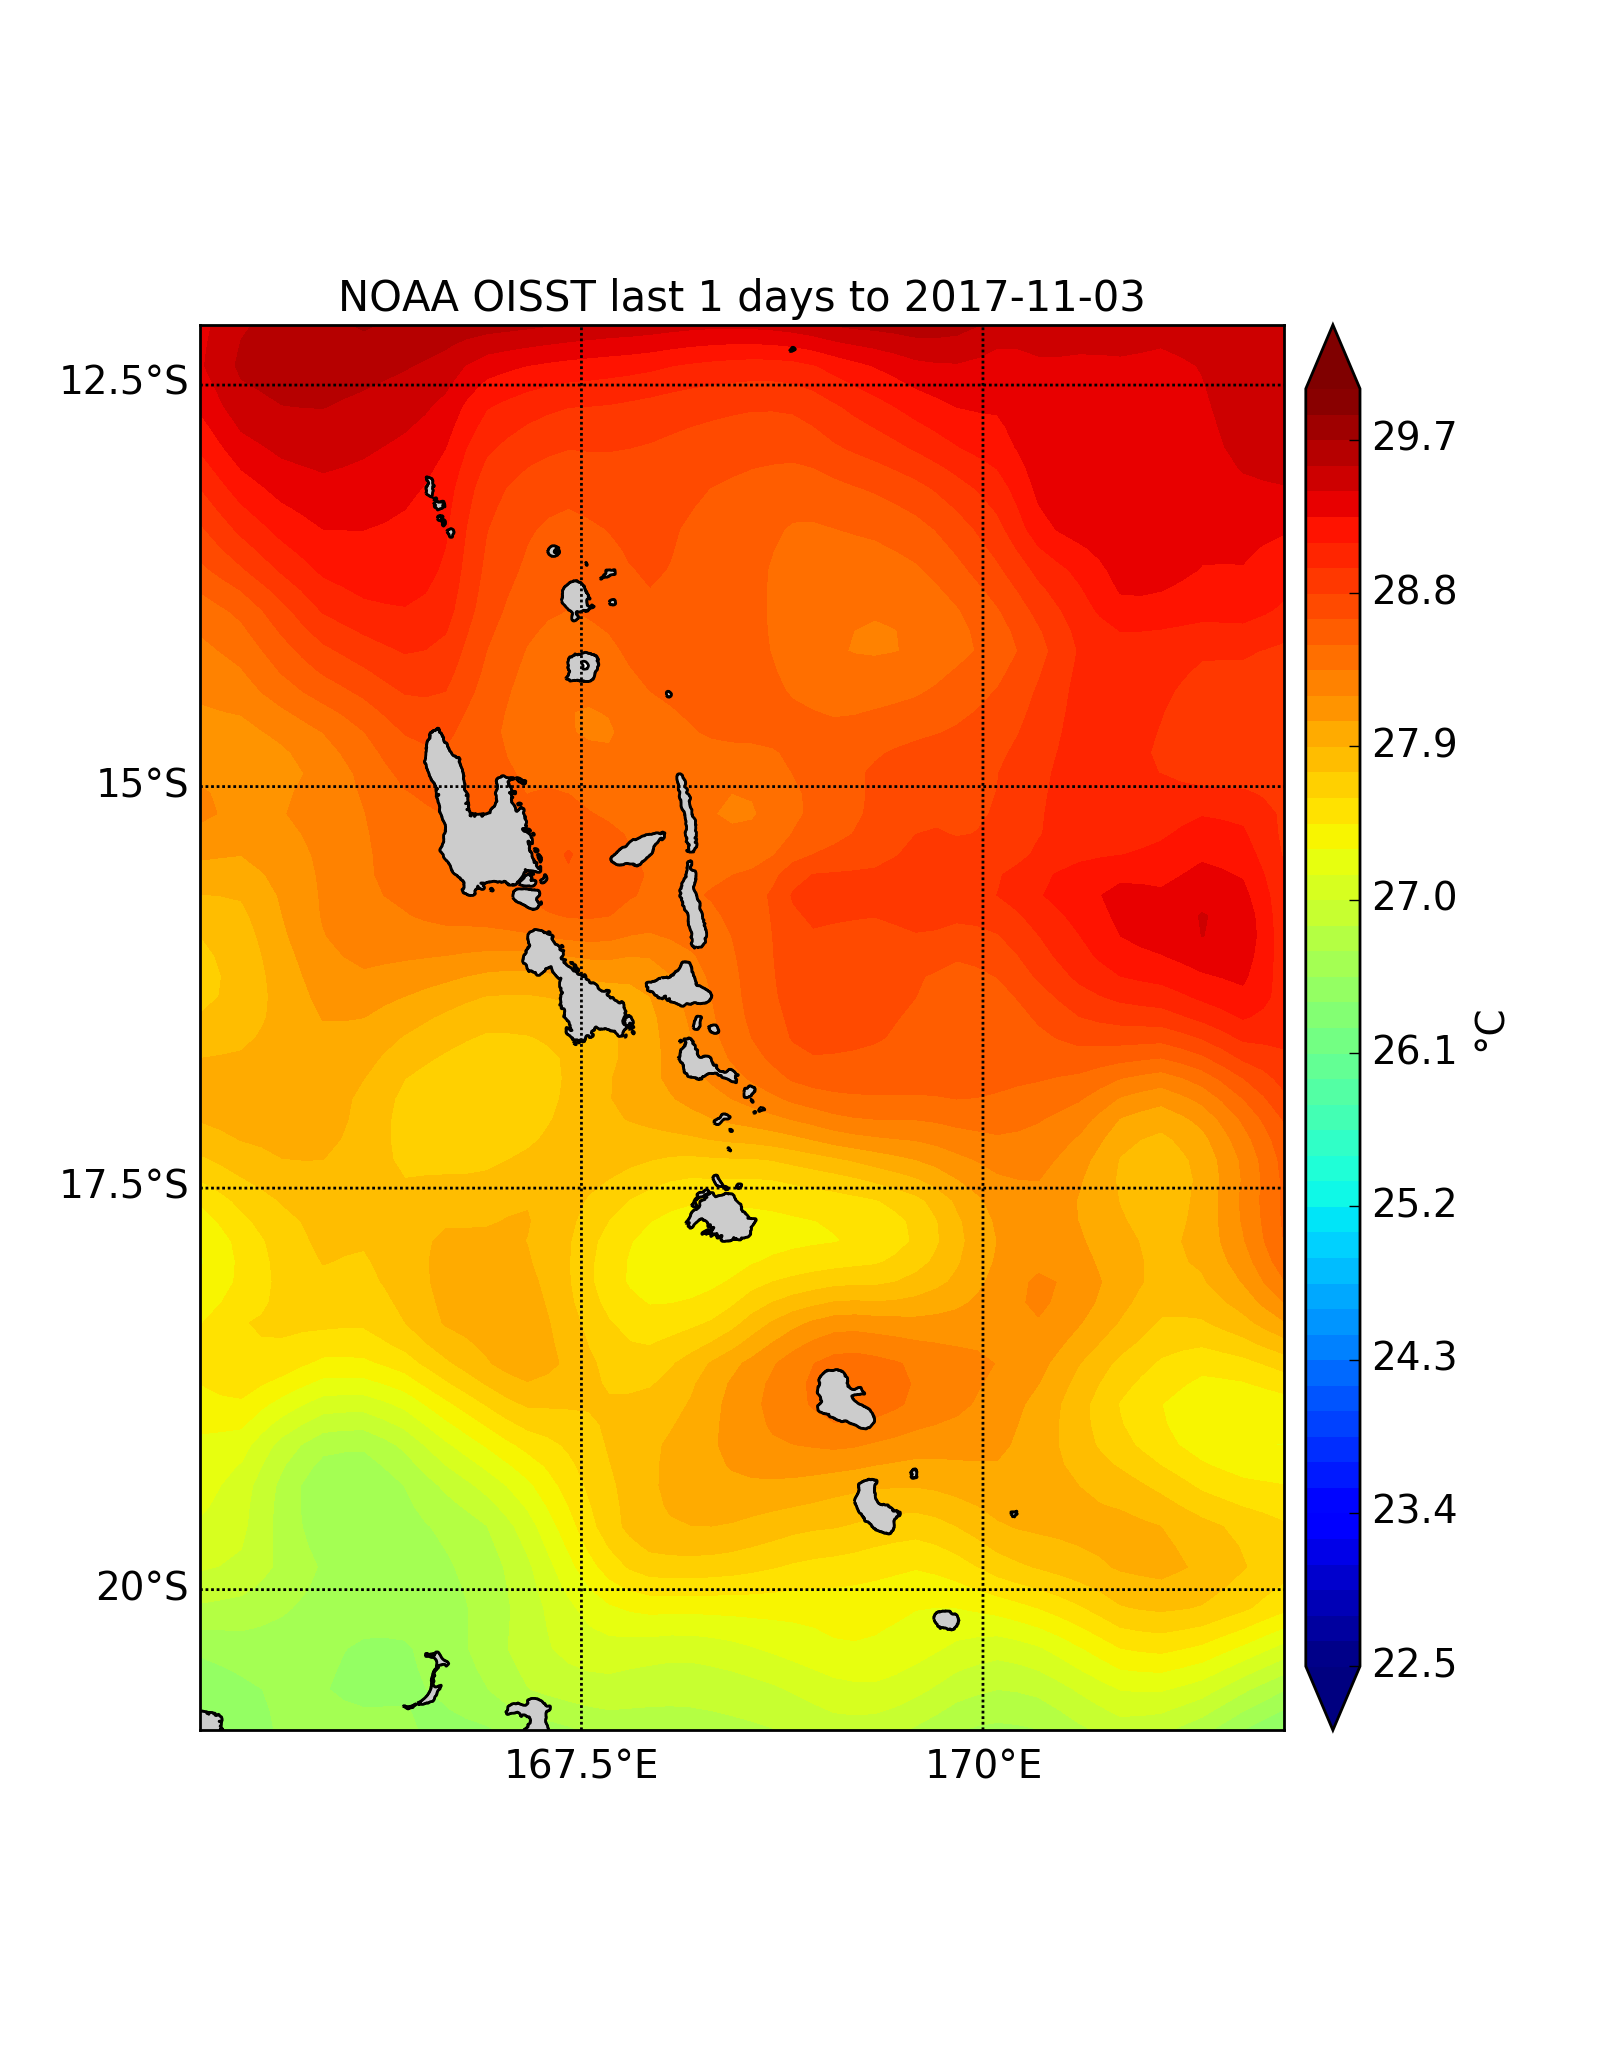 NOAA OISST last 1 days to 2017-11-03
12.5°S
15°S
17.5°S
20°S
167.5°E
170°E
29.7
28.8
27.9
27.0
26.1
25.2
24.3
23.4
22.5
°C